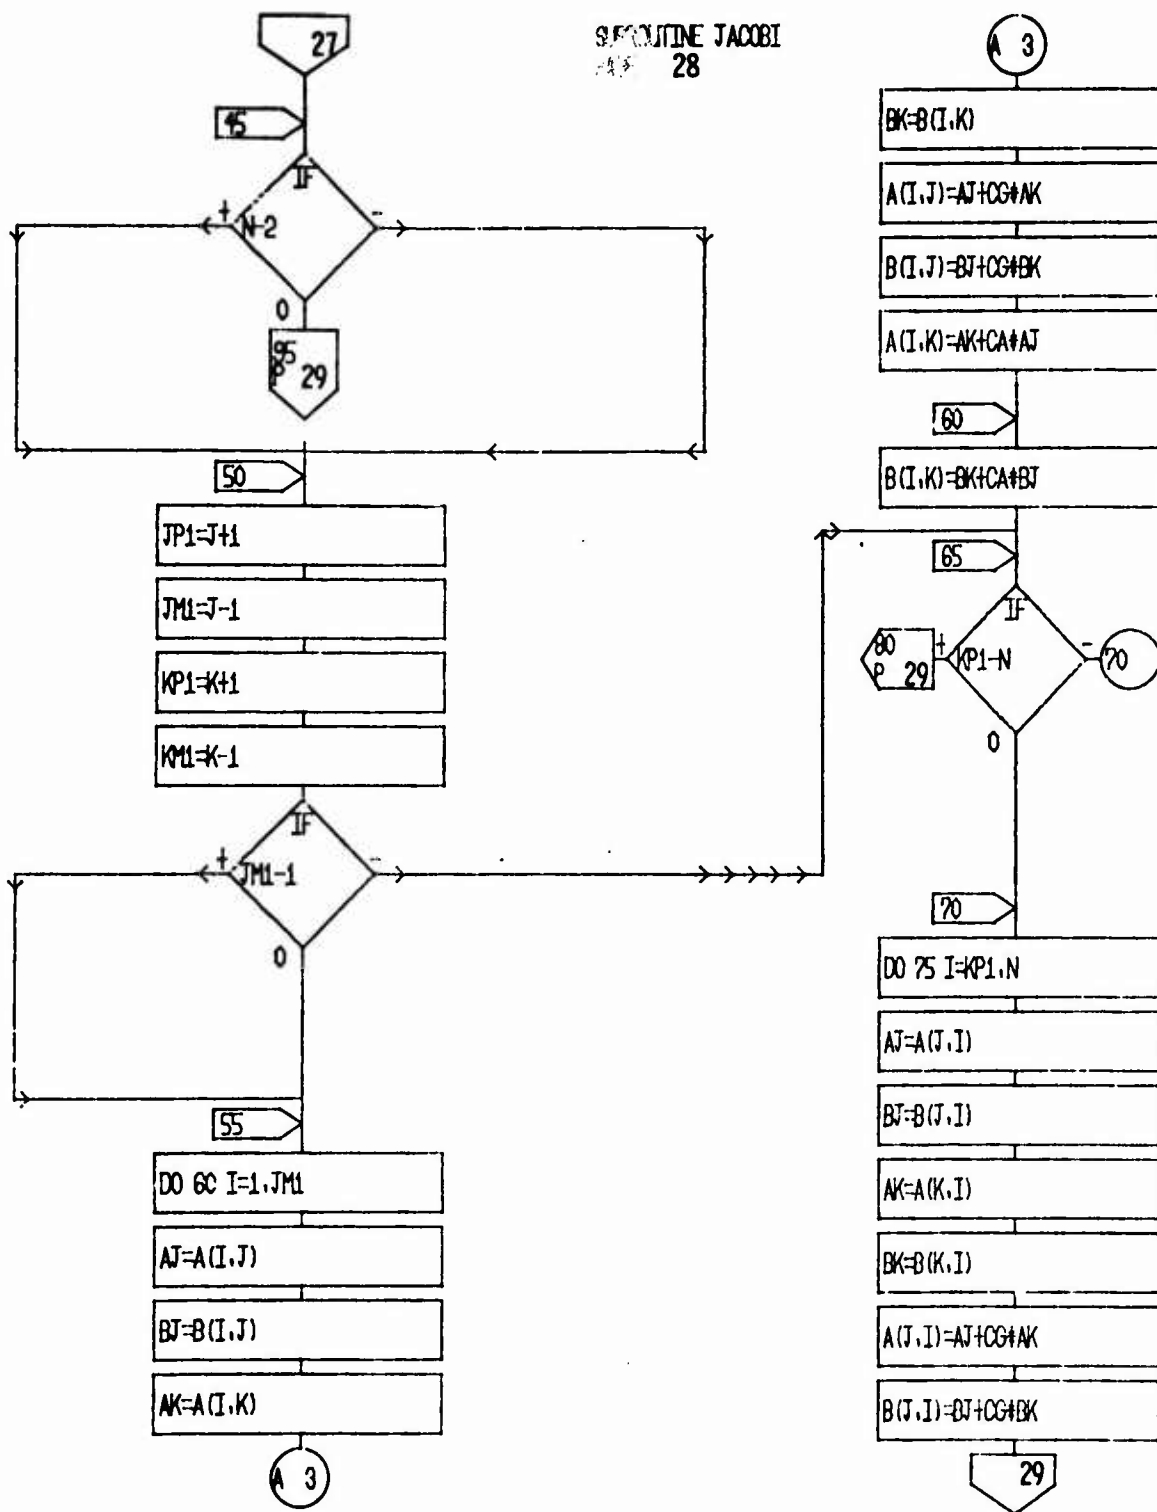 SUBROUTINE JACOBI
28
27
45
IF
+ N-2 -
0
95
P 29
50
JP1=J+1
JM1=J-1
KP1=K+1
KM1=K-1
IF
+ JM1-1 -
0
55
DO 60 I=1,JM1
AJ=A(I,J)
BJ=B(I,J)
AK=A(I,K)
A 3
A 3
BK=B(I,K)
A(I,J)=AJ+CG*AK
B(I,J)=BJ+CG*BK
A(I,K)=AK+CA*AJ
60
B(I,K)=BK+CA*BJ
65
IF
80
P 29
+ KP1-N -
70
0
70
DO 75 I=KP1,N
AJ=A(J,I)
BJ=B(J,I)
AK=A(K,I)
BK=B(K,I)
A(J,I)=AJ+CG*AK
B(J,I)=BJ+CG*BK
29